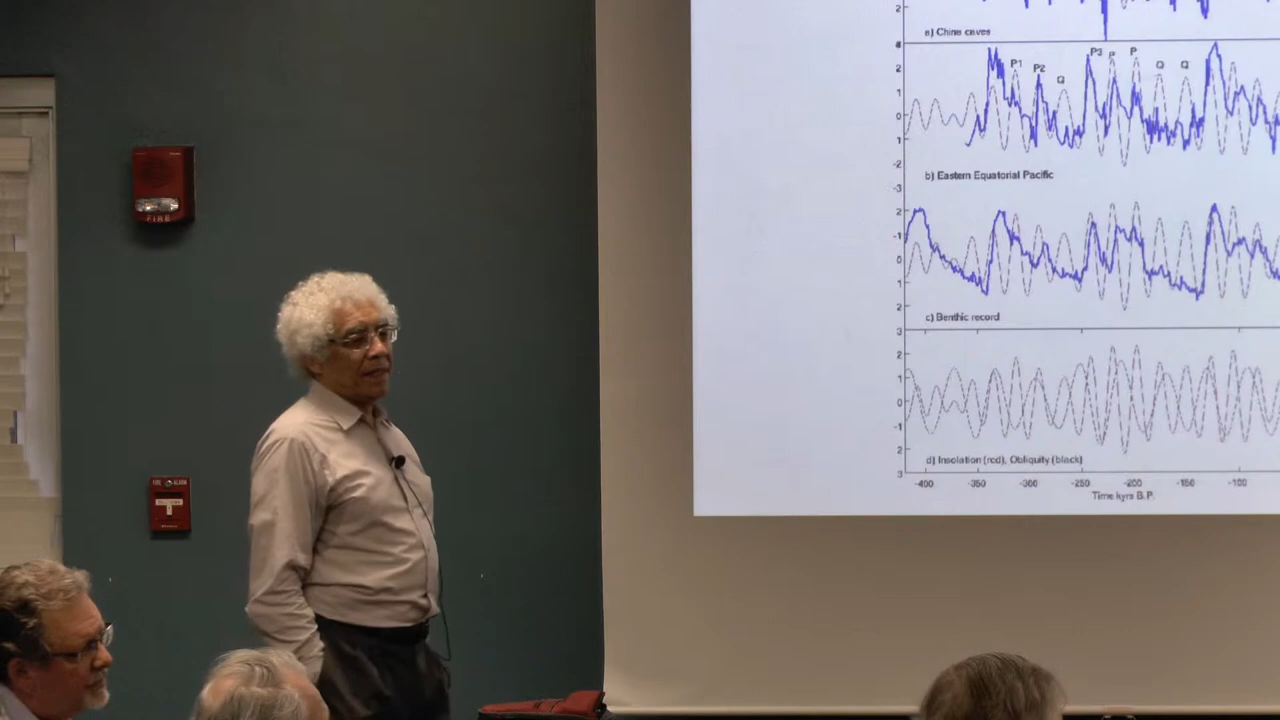 2
a) China caves
P1
P2
Q
P3
P
P
Q
Q
2
1
0
-1
-2
-3
b) Eastern Equatorial Pacific
2
-1
0
1
2
c) Benthic record
3
2
1
0
-1
2
3
d) Insolation (red), Obliquity (black)
-400
-350
-300
-250
-200
-150
-100
Time kyrs B.P.
FIRE
FIRE
ALARM